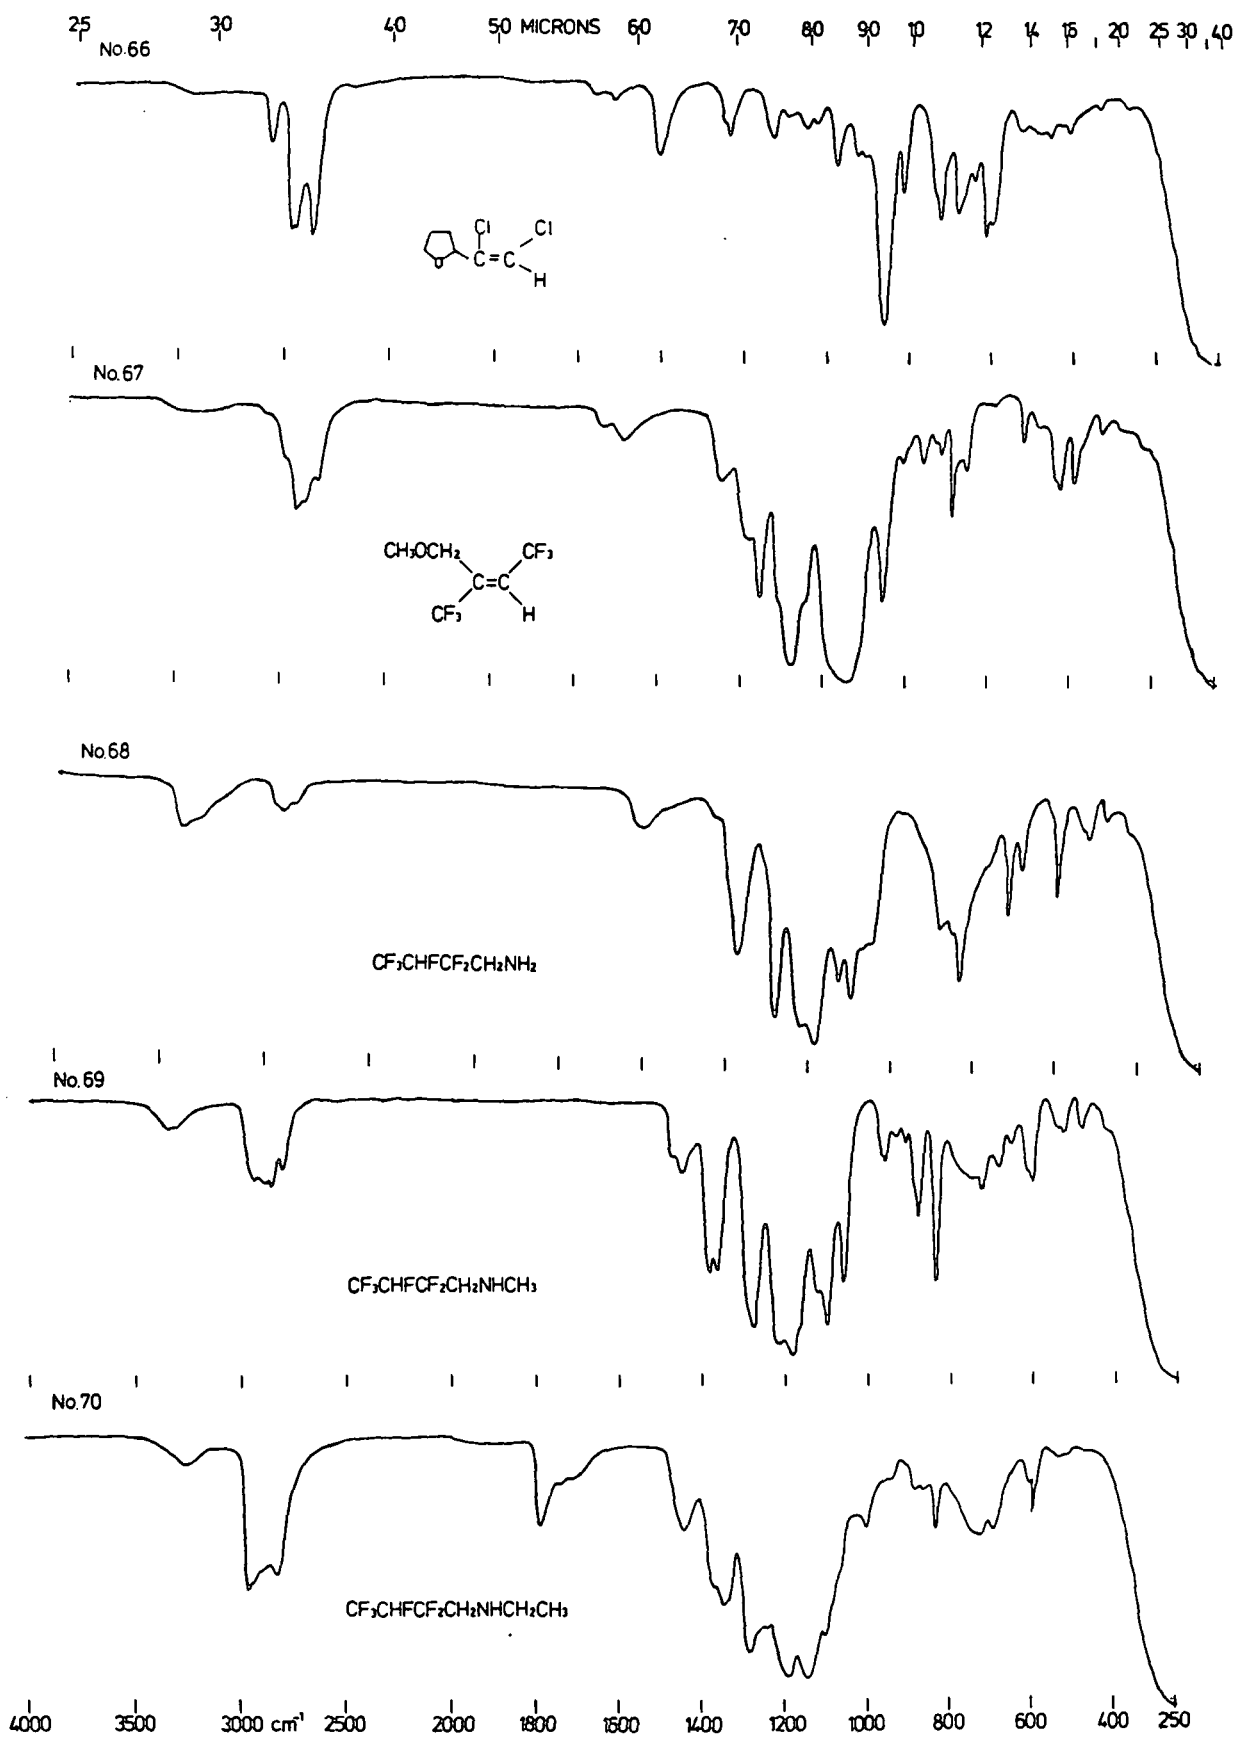 2.5 3.0 4.0 5.0 MICRONS 6.0 7.0 8.0 9.0 10 12 14 16 20 25 30 40
No.66
Cl Cl
O C=C
H
No.67
CH₃OCH₂ CF₃
C=C
CF₃ H
No.68
CF₃CHFCF₂CH₂NH₂
No.69
CF₃CHFCF₂CH₂NHCH₃
No.70
CF₃CHFCF₂CH₂NHCH₂CH₃
4000 3500 3000 cm⁻¹ 2500 2000 1800 1600 1400 1200 1000 800 600 400 250